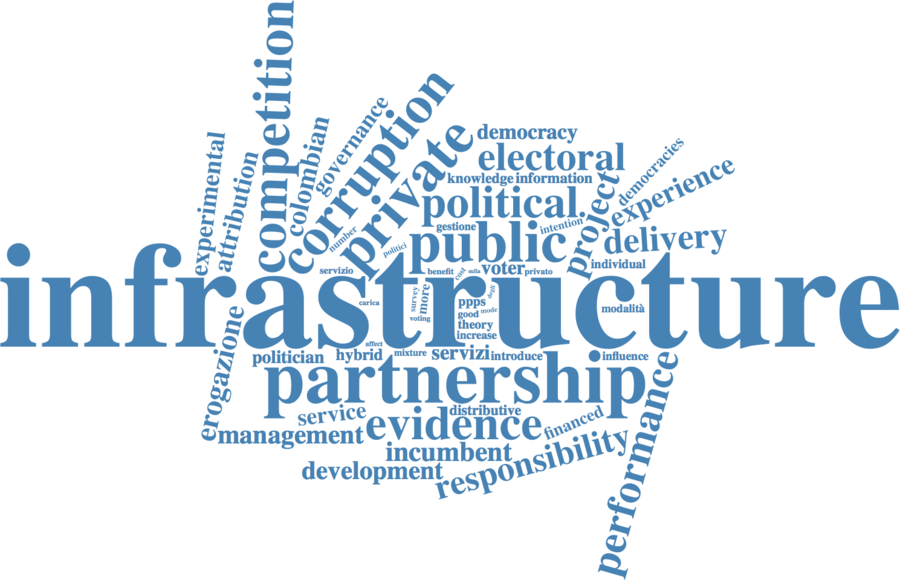 competition
experimental
attribution
colombian
governance
corruption
private
democracy
electoral
knowledge
information
democracies
project
experience
political
number
politici
gestione
intention
public
delivery
infrastructure
servizio
benefit
cost
sulla
voter
privato
individual
carica
survey
more
voting
ppps
degli
good
mode
theory
increase
modalità
erogazione
politician
hybrid
affect
mixture
servizi
introduce
influence
partnership
performance
service
management
evidence
distributive
financed
incumbent
responsibility
development